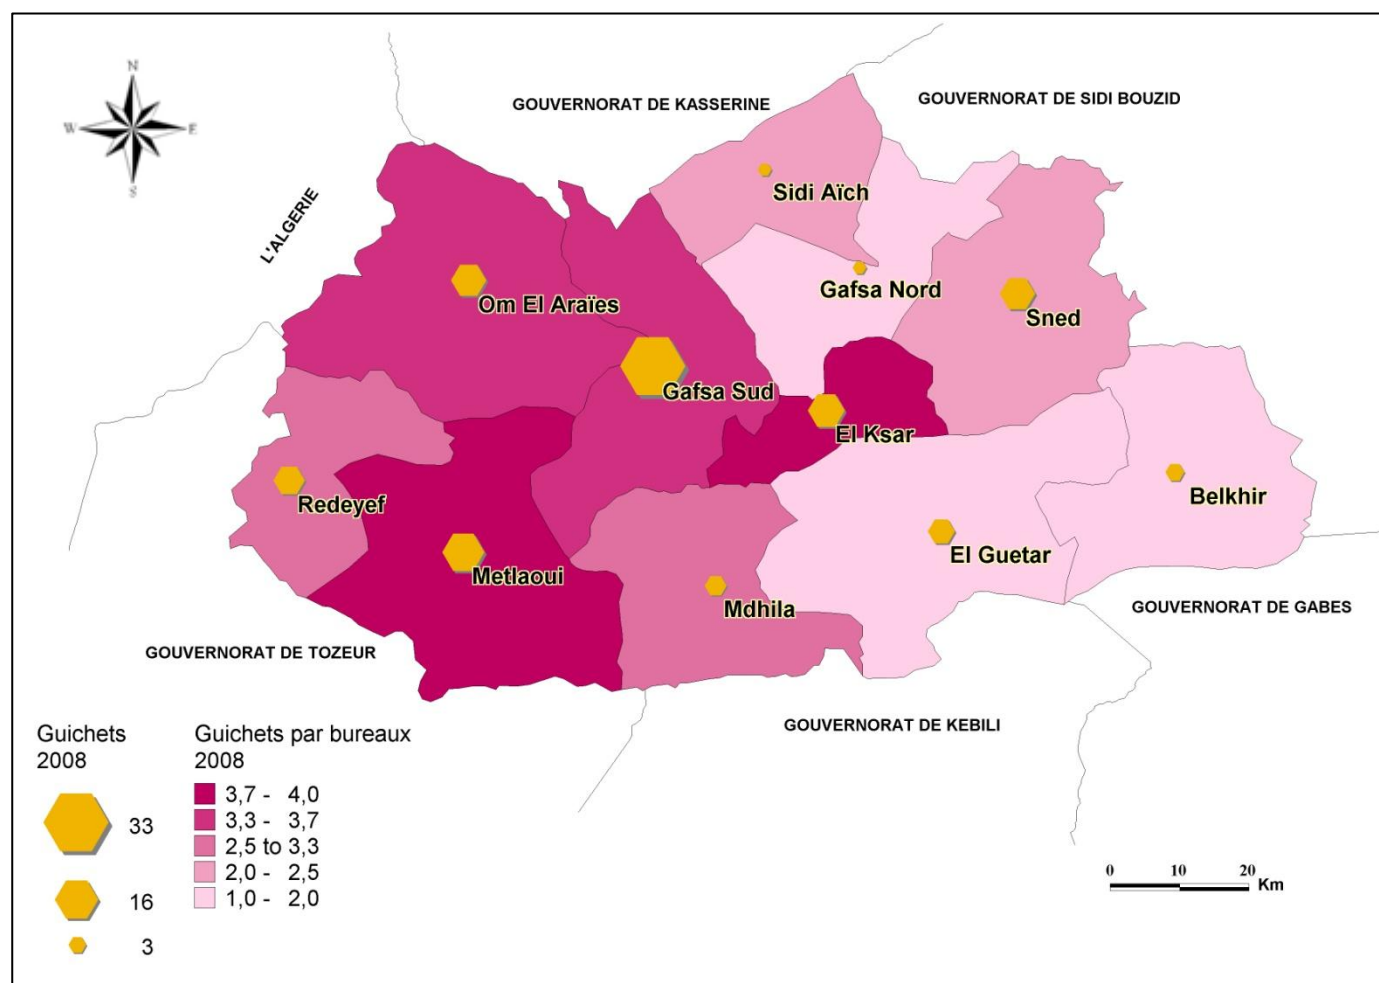 N
W E
S
GOUVERNORAT DE KASSERINE
GOUVERNORAT DE SIDI BOUZID
L'ALGERIE
Sidi Aïch
Gafsa Nord
Sned
Om El Araïes
Gafsa Sud
El Ksar
Redeyef
Belkhir
El Guetar
Metlaoui
Mdhila
GOUVERNORAT DE GABES
GOUVERNORAT DE TOZEUR
GOUVERNORAT DE KEBILI
Guichets
2008
33
16
3
Guichets par bureaux
2008
3,7 - 4,0
3,3 - 3,7
2,5 to 3,3
2,0 - 2,5
1,0 - 2,0
0 10 20
Km